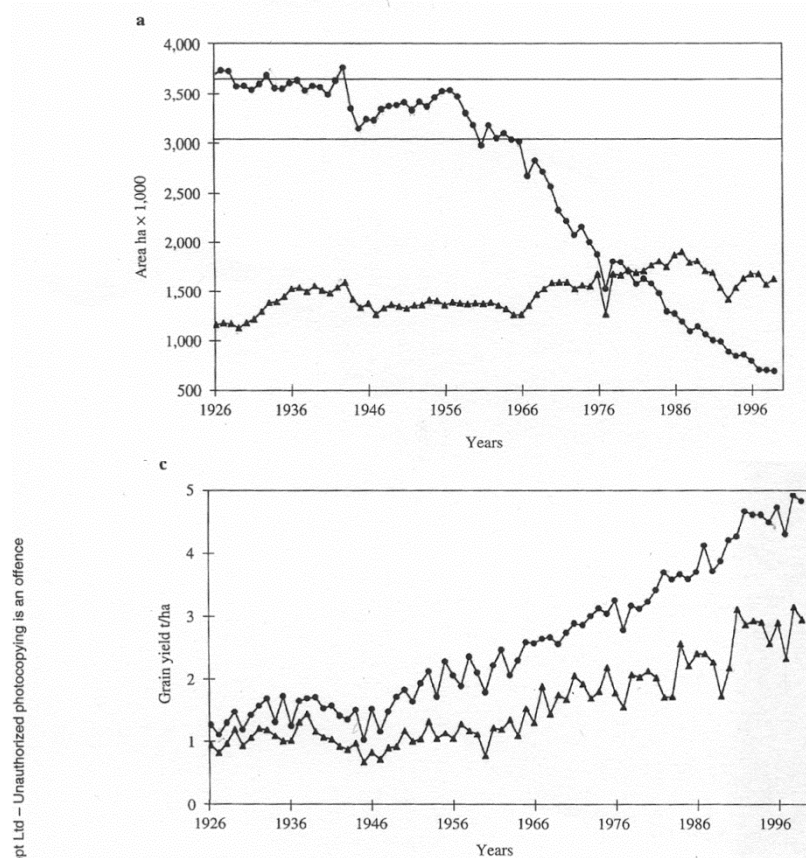 a
4,000
3,500
3,000
2,500
2,000
1,500
1,000
500
Area ha × 1,000
1926 1936 1946 1956 1966 1976 1986 1996
Years
c
5
4
3
2
1
0
Grain yield t/ha
1926 1936 1946 1956 1966 1976 1986 1996
Years
pt Ltd – Unauthorized photocopying is an offence